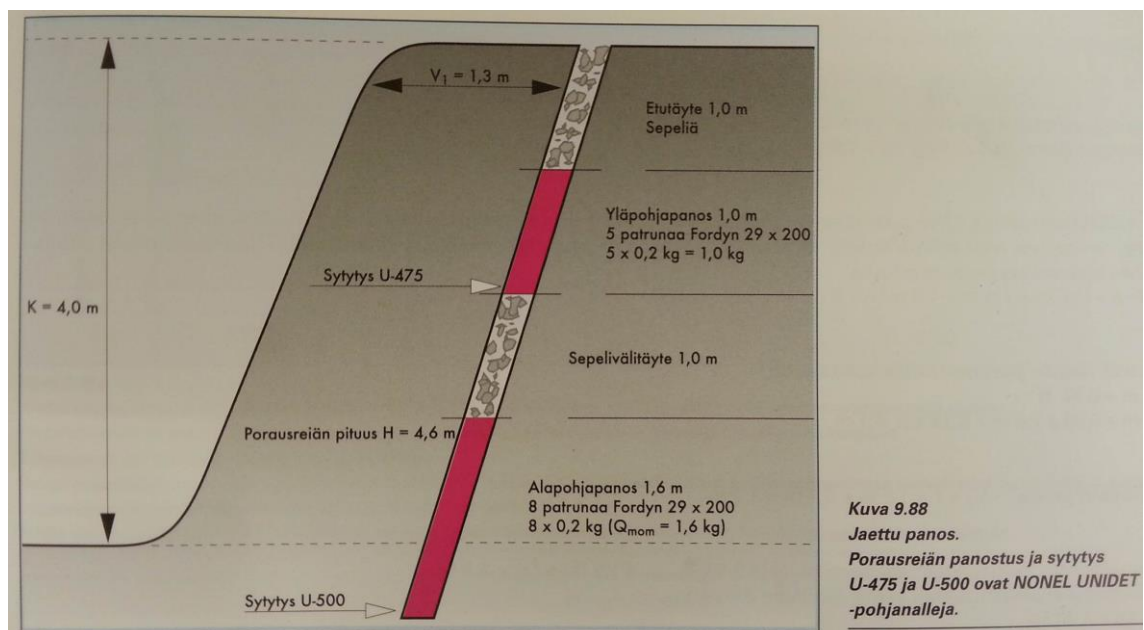 V₁ = 1,3 m
Etutäyte 1,0 m
Sepeliä
Yläpohjapanos 1,0 m
5 patrunaa Fordyn 29 x 200
5 x 0,2 kg = 1,0 kg
Sytytys U-475
K = 4,0 m
Sepelivälitäyte 1,0 m
Porausreiän pituus H = 4,6 m
Alapohjapanos 1,6 m
8 patrunaa Fordyn 29 x 200
8 x 0,2 kg (Qmom = 1,6 kg)
Sytytys U-500
Kuva 9.88
Jaettu panos.
Porausreiän panostus ja sytytys
U-475 ja U-500 ovat NONEL UNIDET
-pohjanalleja.